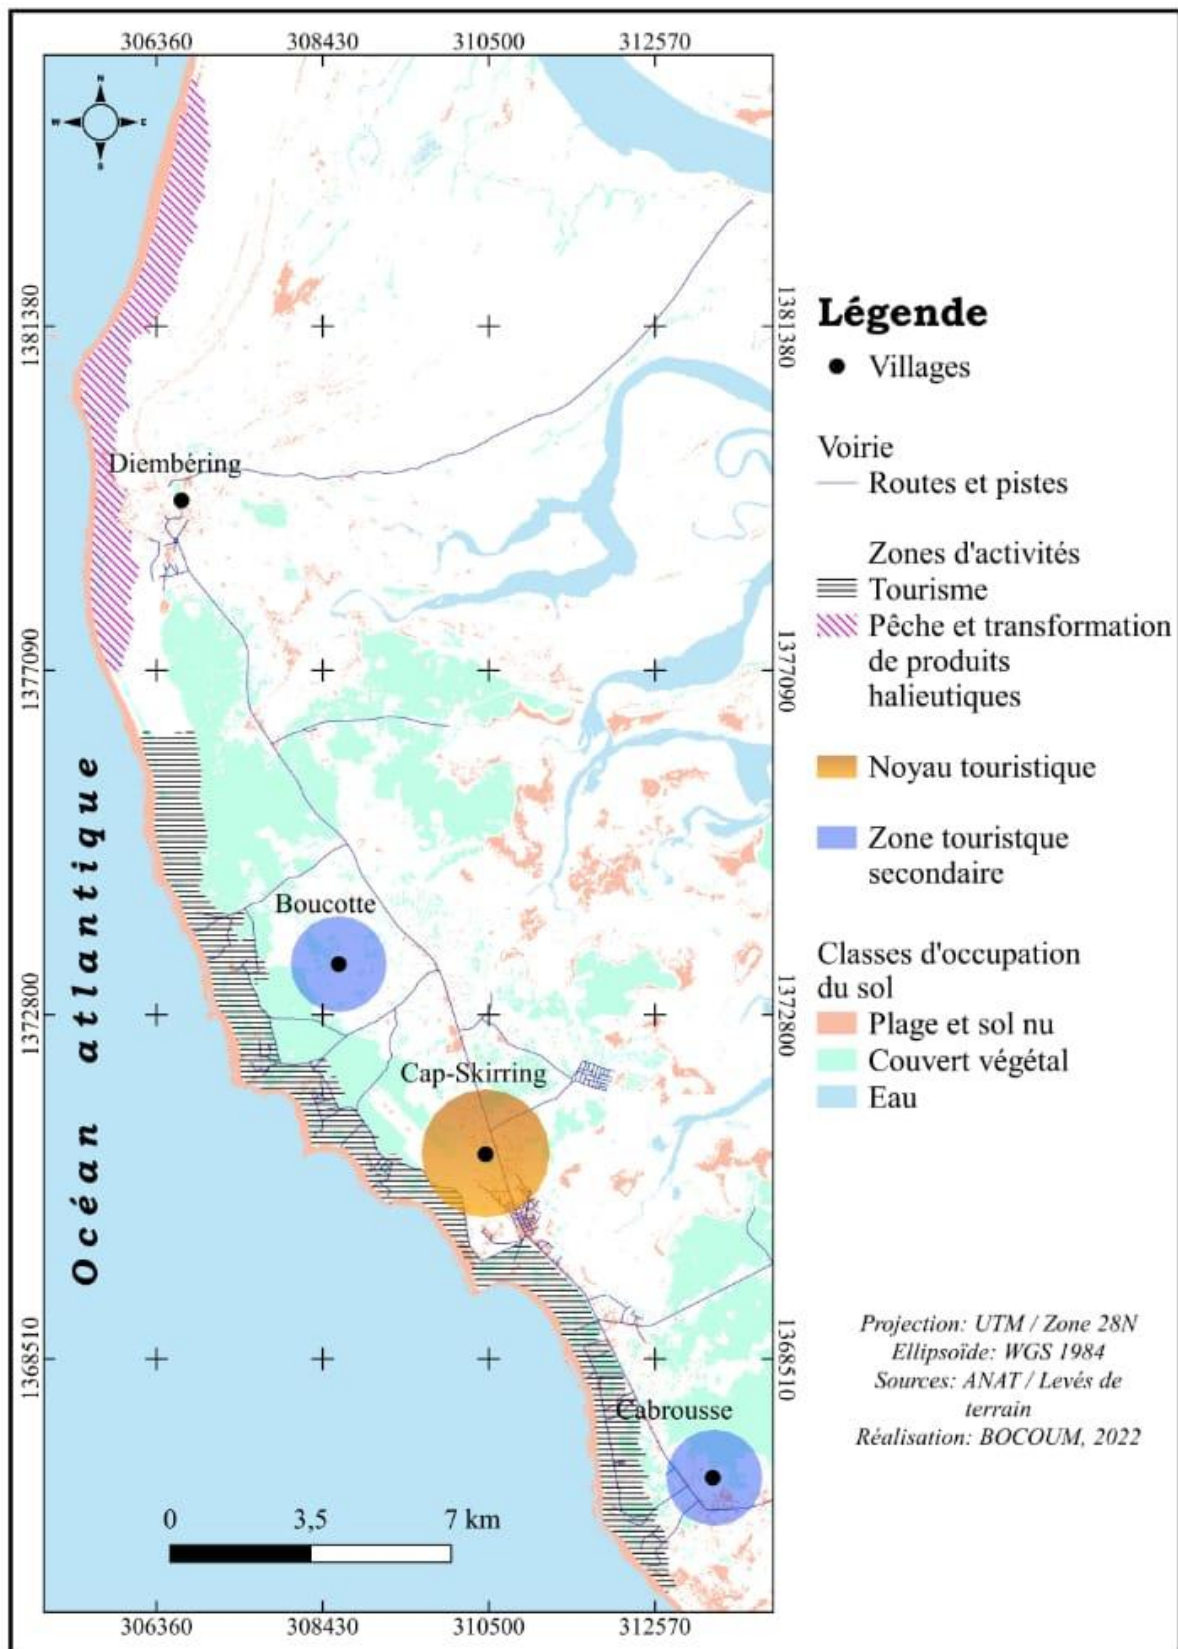 306360 308430 310500 312570
N
W E
S
1381380 1381380
Diembéring
1377090 1377090
Océan atalantique
Boucotte
1372800 1372800
Cap-Skirring
1368510 1368510
Cabrousse
0 3,5 7 km
306360 308430 310500 312570
Légende
Villages
Voirie
Routes et pistes
Zones d'activités
Tourisme
Pêche et transformation
de produits
halieutiques
Noyau touristique
Zone touristque
secondaire
Classes d'occupation
du sol
Plage et sol nu
Couvert végétal
Eau
Projection: UTM / Zone 28N
Ellipsoïde: WGS 1984
Sources: ANAT / Levés de
terrain
Réalisation: BOCOUM, 2022